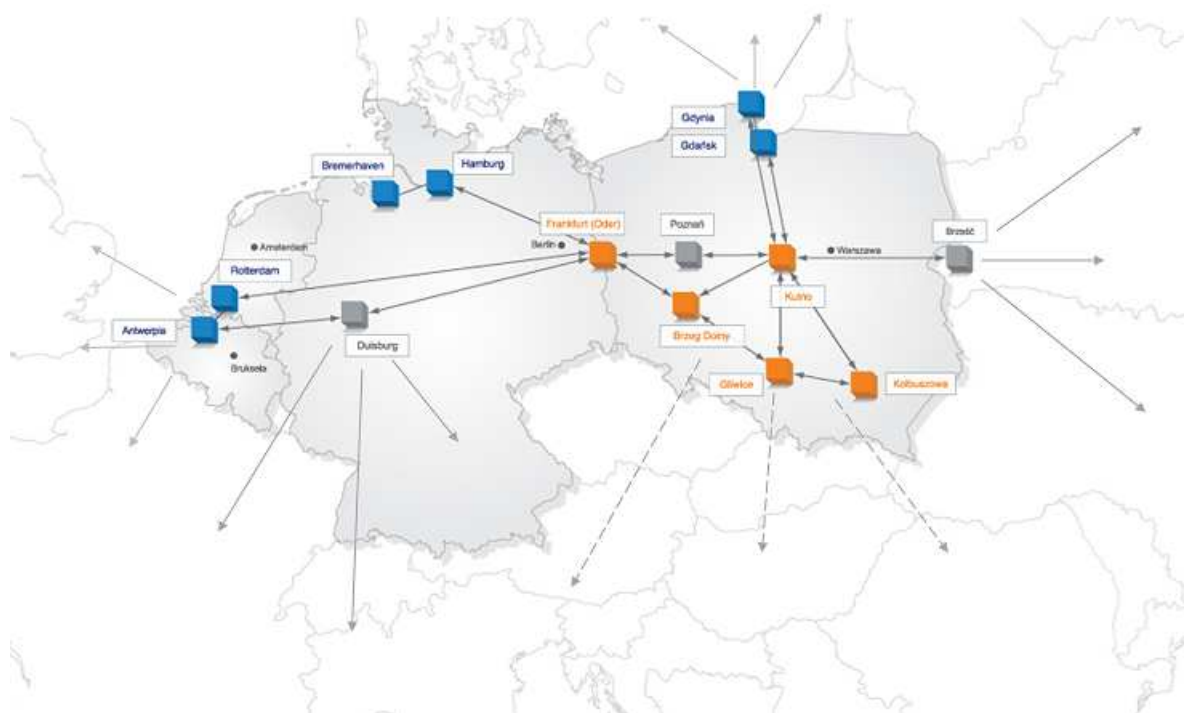 Gdynia
Gdańsk
Bremerhaven
Hamburg
Frankfurt (Oder)
Poznań
Brześć
Berlin
Warszawa
Amsterdam
Rotterdam
Kutno
Antwerpia
Duisburg
Brzeg Dolny
Bruksela
Gliwice
Kolbuszowa